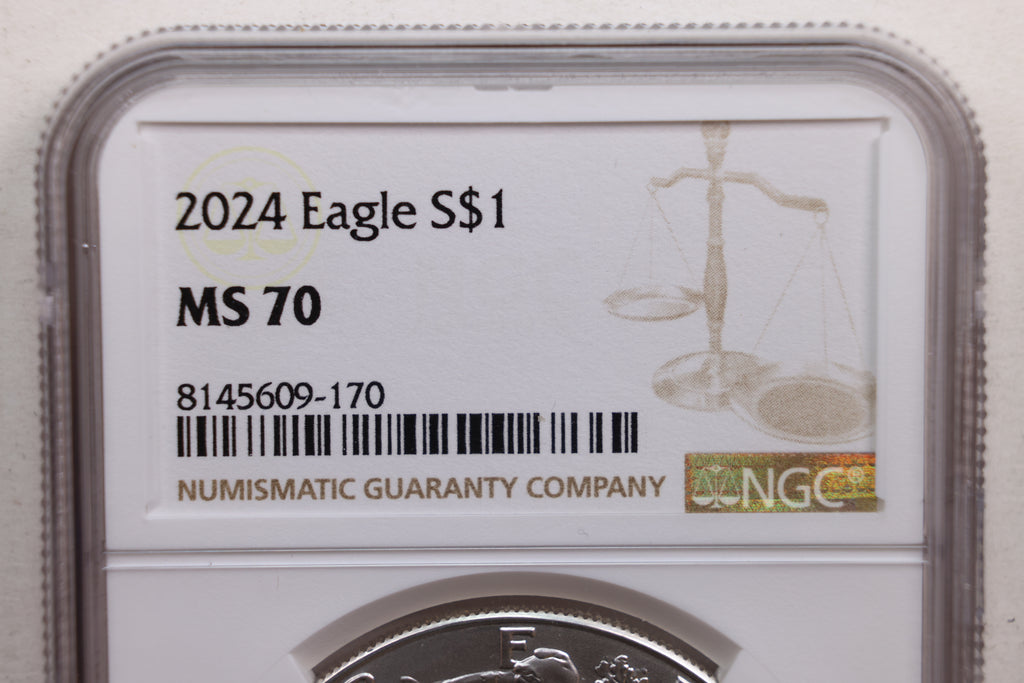 2024 Eagle S$1
MS 70
8145609-170
NUMISMATIC GUARANTY COMPANY
NGC®
E